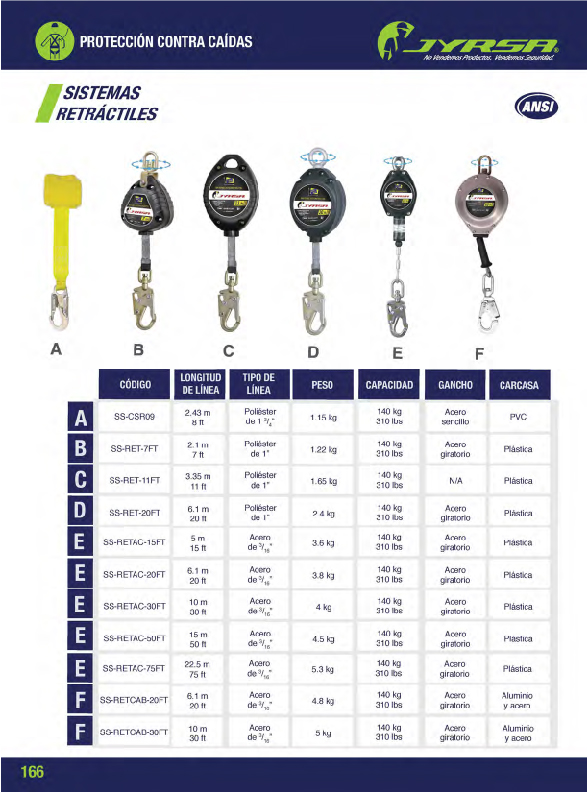 PROTECCIÓN CONTRA CAÍDAS
JYRSA®
No Vendemos Productos, Vendemos Seguridad.
SISTEMAS
RETRÁCTILES
ANSI
JYRSA
JYRSA
JYRSA
A B C D E F
CÓDIGO LONGITUD DE LÍNEA TIPO DE LÍNEA PESO CAPACIDAD GANCHO CARCASA
A SS-CSR09 2.43 m 8 ft Poliéster de 1 3/4" 1.15 kg 140 kg 310 lbs Acero sencillo PVC
B SS-RET-7FT 2.1 m 7 ft Poliéster de 1" 1.22 kg 140 kg 310 lbs Acero giratorio Plástica
C SS-RET-11FT 3.35 m 11 ft Poliéster de 1" 1.65 kg 140 kg 310 lbs N/A Plástica
D SS-RET-20FT 6.1 m 20 ft Poliéster de 1" 2.4 kg 140 kg 310 lbs Acero giratorio Plástica
E SS-RETAC-15FT 5 m 15 ft Acero de 3/16" 3.6 kg 140 kg 310 lbs Acero giratorio Plástica
E SS-RETAC-20FT 6.1 m 20 ft Acero de 3/16" 3.8 kg 140 kg 310 lbs Acero giratorio Plástica
E SS-RETAC-30FT 10 m 30 ft Acero de 3/16" 4 kg 140 kg 310 lbs Acero giratorio Plástica
E SS-RETAC-50FT 15 m 50 ft Acero de 3/16" 4.5 kg 140 kg 310 lbs Acero giratorio Plástica
E SS-RETAC-75FT 22.5 m 75 ft Acero de 3/16" 5.3 kg 140 kg 310 lbs Acero giratorio Plástica
F SS-RETCAB-20FT 6.1 m 20 ft Acero de 3/16" 4.8 kg 140 kg 310 lbs Acero giratorio Aluminio y acero
F SS-RETCAB-30FT 10 m 30 ft Acero de 3/16" 5 kg 140 kg 310 lbs Acero giratorio Aluminio y acero
166